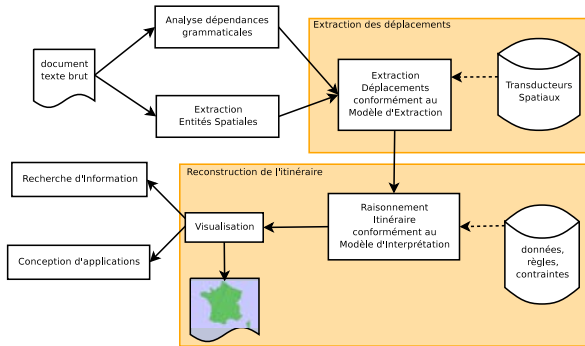 Analyse dépendances
grammaticales
Extraction des déplacements
document
texte brut
Extraction
Déplacements
conformément au
Modèle d'Extraction
Transducteurs
Spatiaux
Extraction
Entités Spatiales
Reconstruction de l'itinéraire
Recherche d'Information
Visualisation
Raisonnement
Itinéraire
conformément au
Modèle d'Interprétation
données,
règles,
contraintes
Conception d'applications